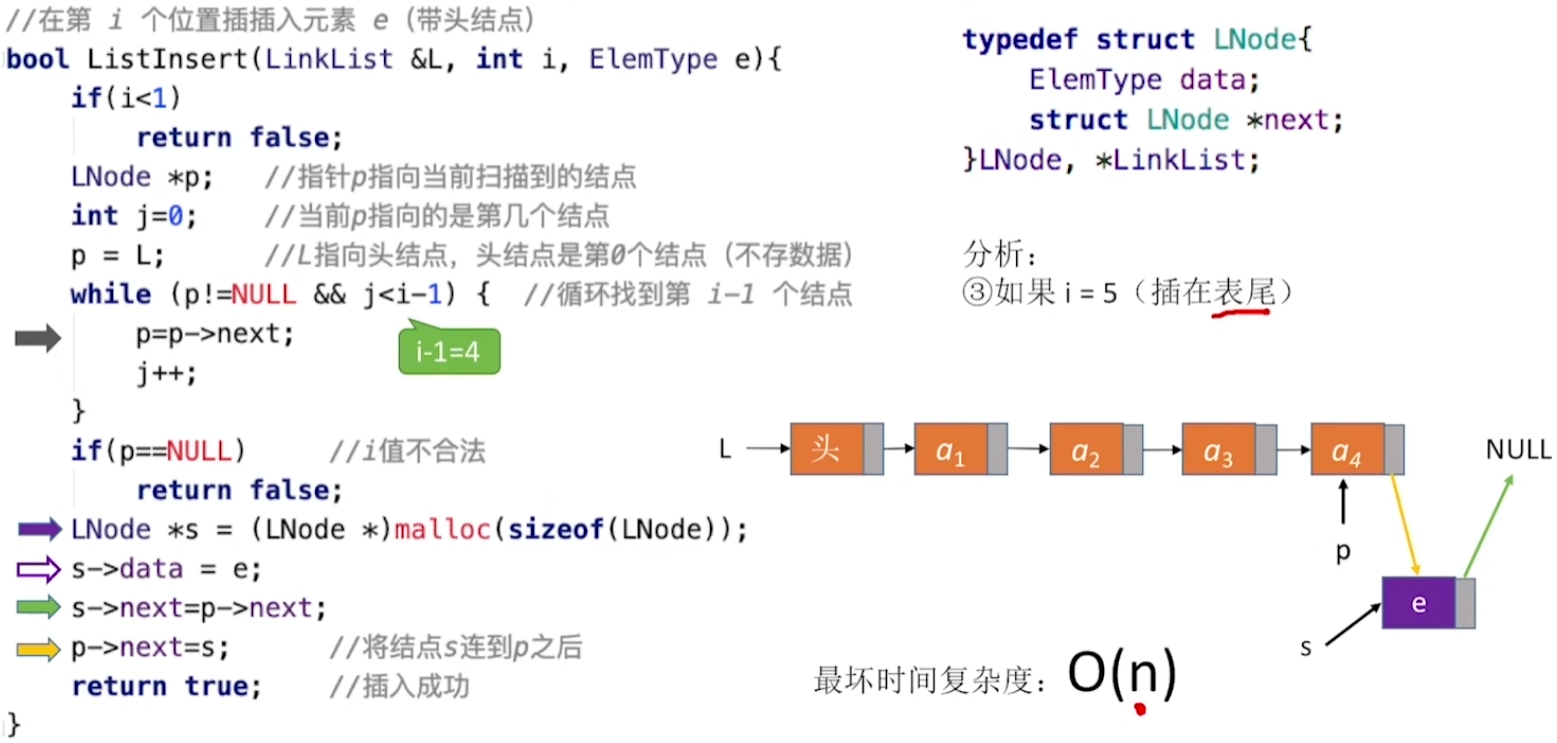 //在第 i 个位置插插入元素 e（带头结点）
bool ListInsert(LinkList &L, int i, ElemType e){
if(i<1)
return false;
LNode *p; //指针p指向当前扫描到的结点
int j=0; //当前p指向的是第几个结点
p = L; //L指向头结点，头结点是第0个结点（不存数据）
while (p!=NULL && j<i-1) { //循环找到第 i-1 个结点
p=p->next;
i-1=4
j++;
}
if(p==NULL) //i值不合法
return false;
LNode *s = (LNode *)malloc(sizeof(LNode));
s->data = e;
s->next=p->next;
p->next=s; //将结点s连到p之后
return true; //插入成功
}
typedef struct LNode{
ElemType data;
struct LNode *next;
}LNode, *LinkList;
分析：
③如果 i = 5（插在表尾）
L 头 a1 a2 a3 a4 NULL
p
e
s
最坏时间复杂度：O(n)